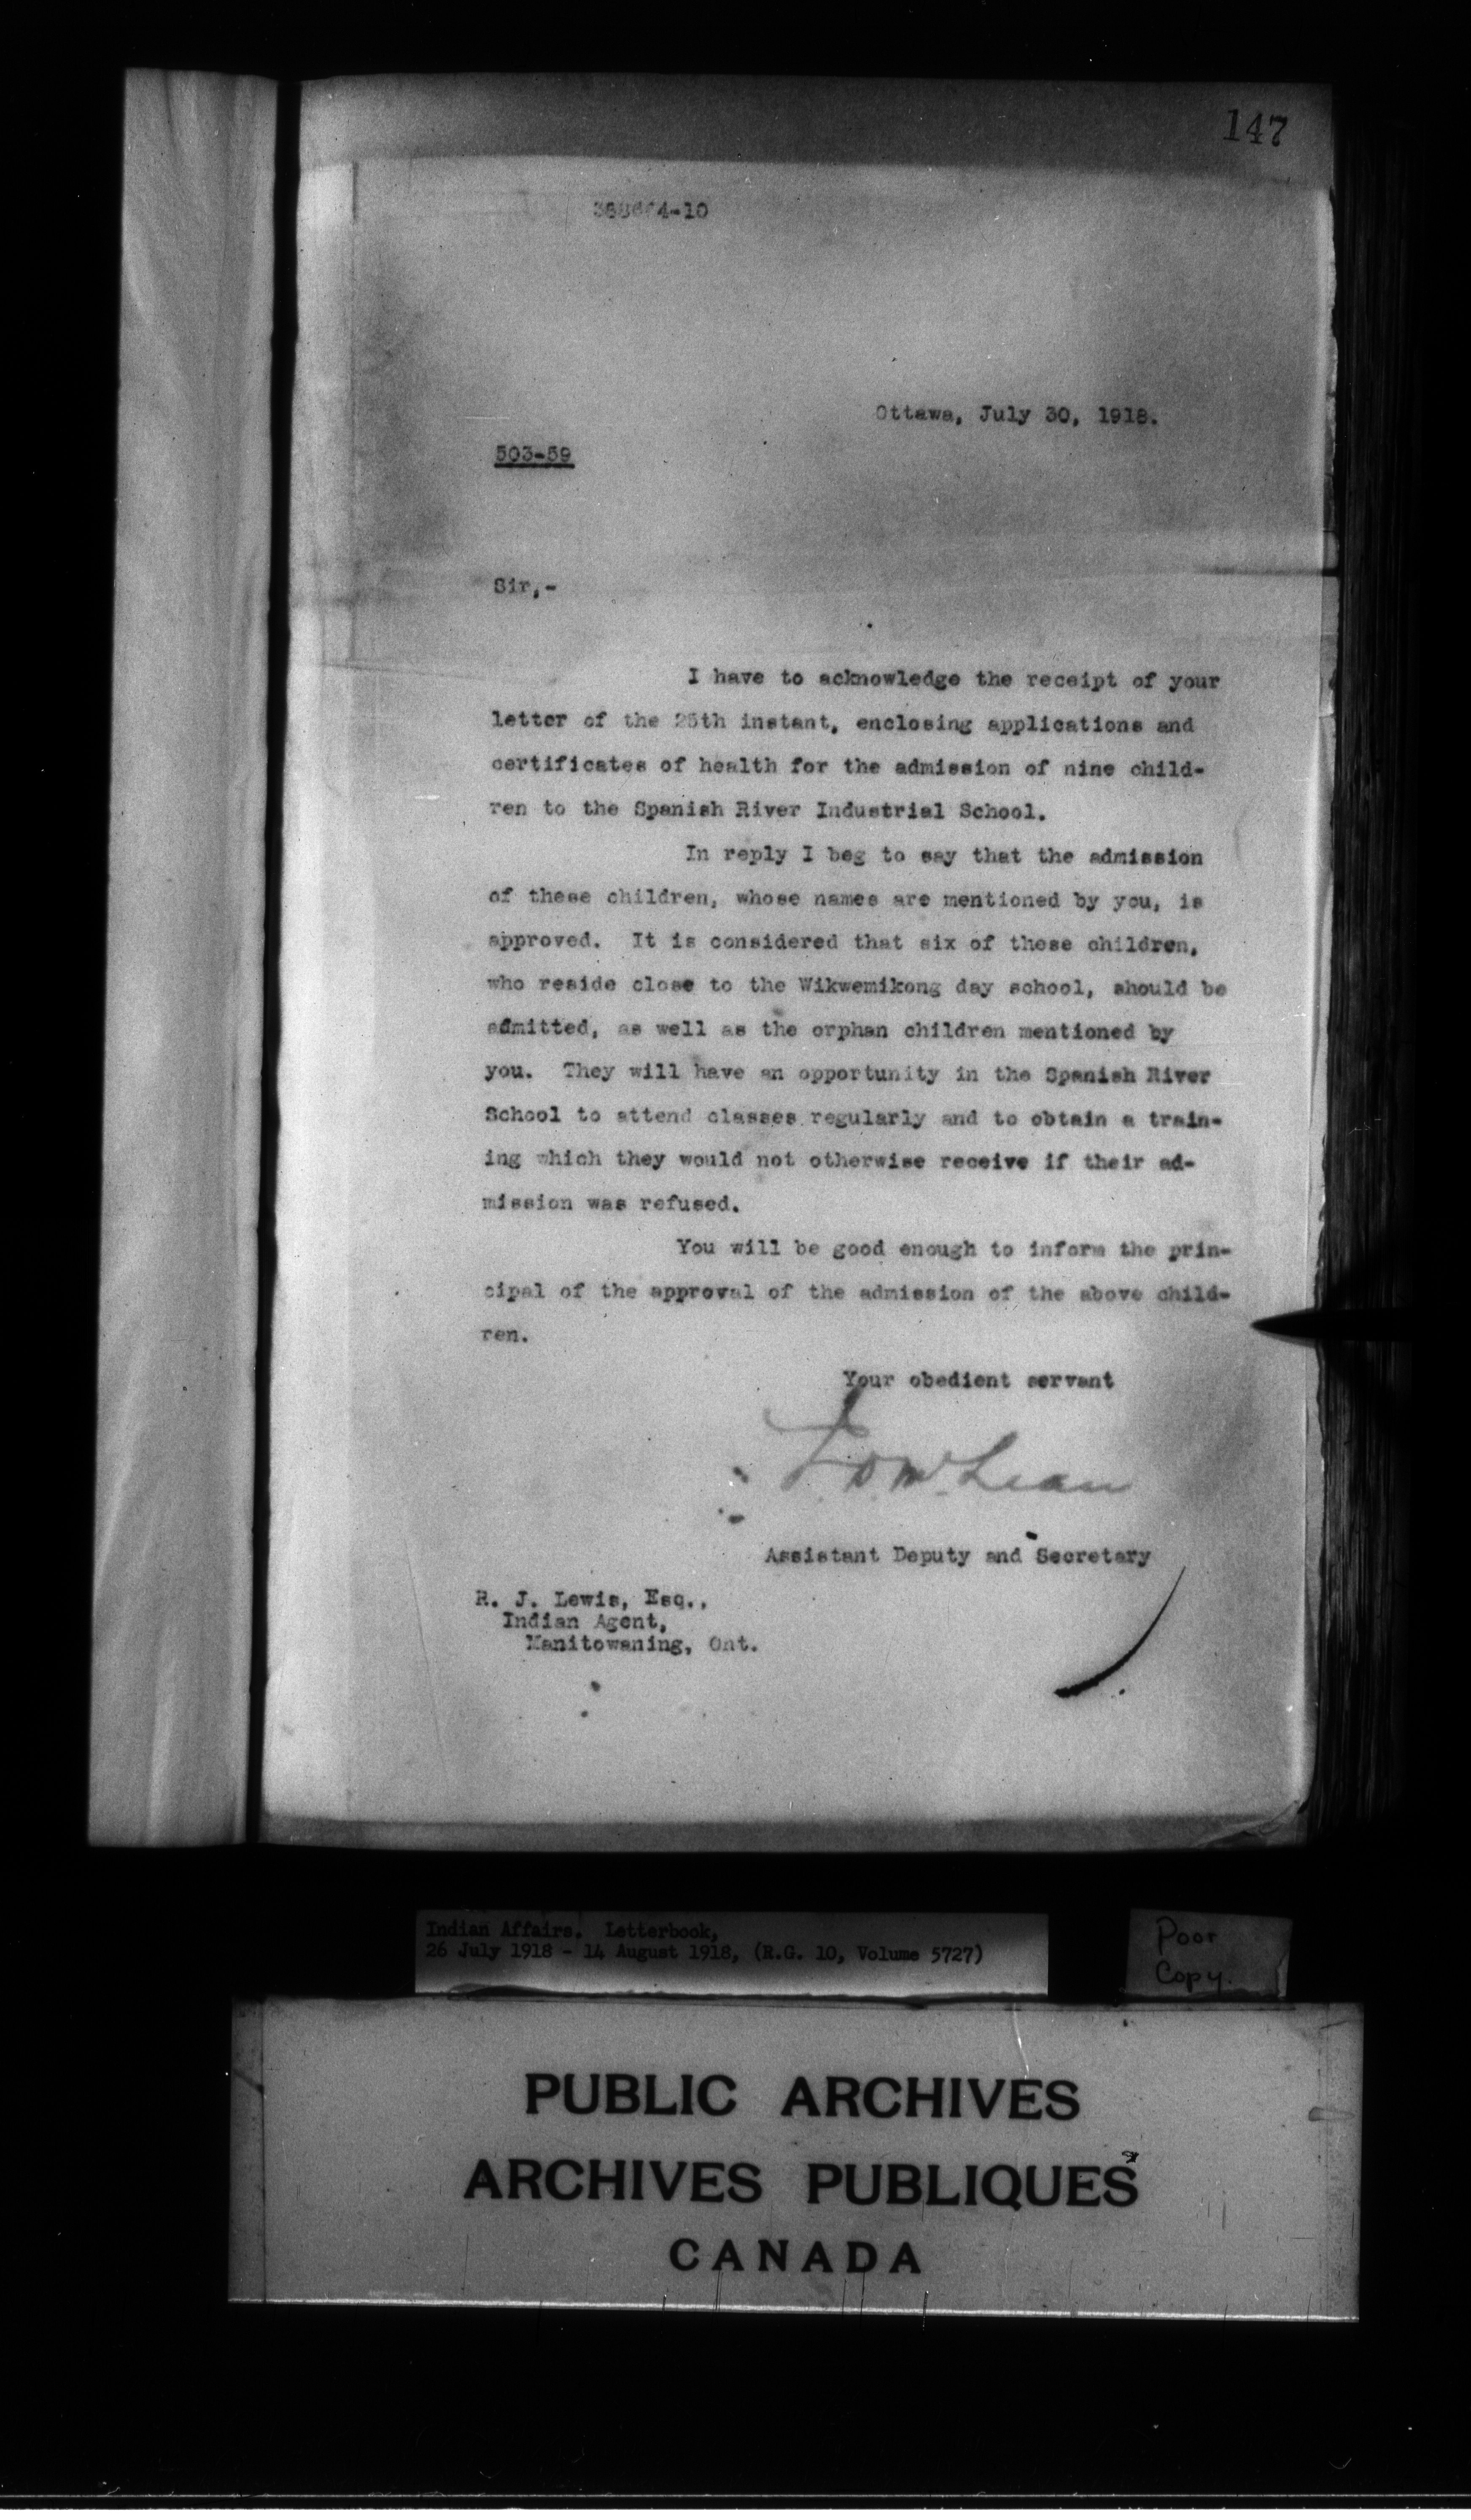 147
Ottawa, July 30, 1918.
503-59
Sir,-
I have to acknowledge the receipt of your
letter of the 25th instant, enclosing applications and
certificates of health for the admission of nine child-
ren to the Spanish River Industrial School.
In reply I beg to say that the admission
of these children, whose names are mentioned by you, is
approved. It is considered that six of these children,
who reside close to the Wikwemikong day school, should be
admitted, as well as the orphan children mentioned by
you. They will have an opportunity in the Spanish River
School to attend classes regularly and to obtain a train-
ing which they would not otherwise receive if their ad-
mission was refused.
You will be good enough to inform the prin-
cipal of the approval of the admission of the above child-
ren.
Your obedient servant
J D McLean
Assistant Deputy and Secretary
R. J. Lewis, Esq.,
Indian Agent,
Manitowaning, Ont.
Indian Affairs. Letterbook,
26 July 1918 - 14 August 1918, (R.G. 10, Volume 5727)
Poor
Copy.
PUBLIC ARCHIVES
ARCHIVES PUBLIQUES
CANADA